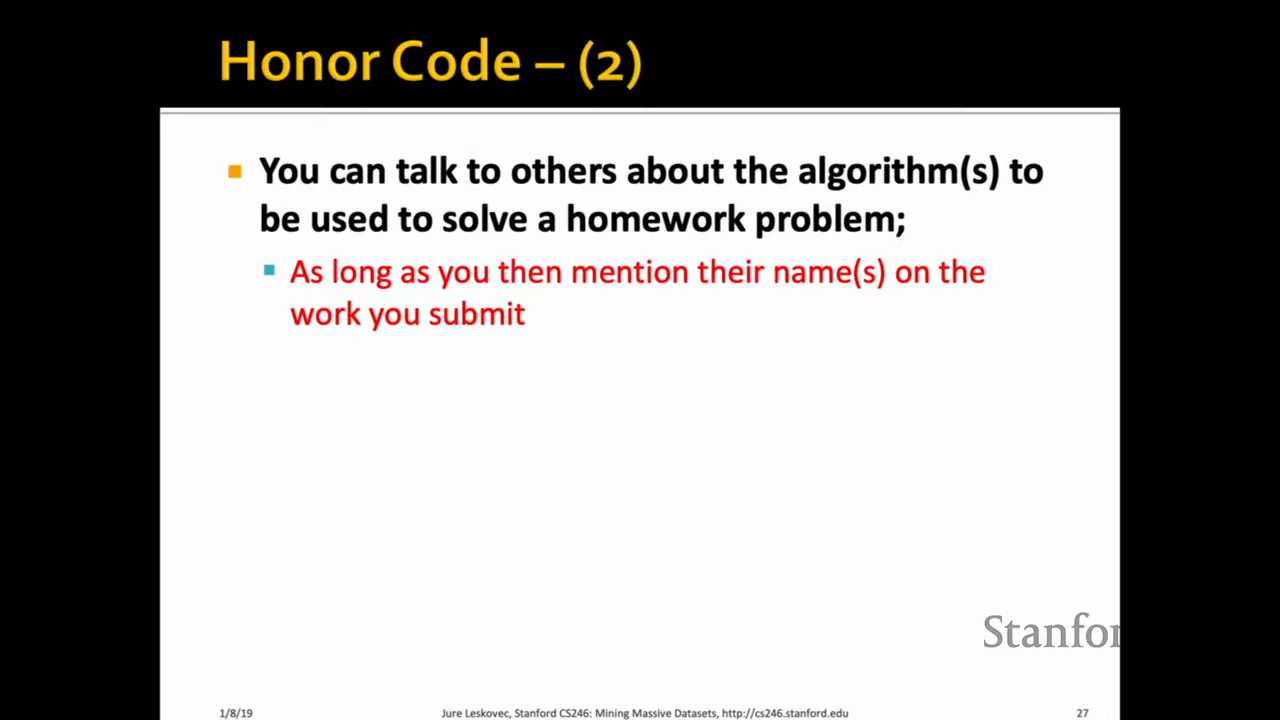 Honor Code – (2)
You can talk to others about the algorithm(s) to
be used to solve a homework problem;
As long as you then mention their name(s) on the
work you submit
Stanfor
1/8/19
Jure Leskovec, Stanford CS246: Mining Massive Datasets, http://cs246.stanford.edu
27